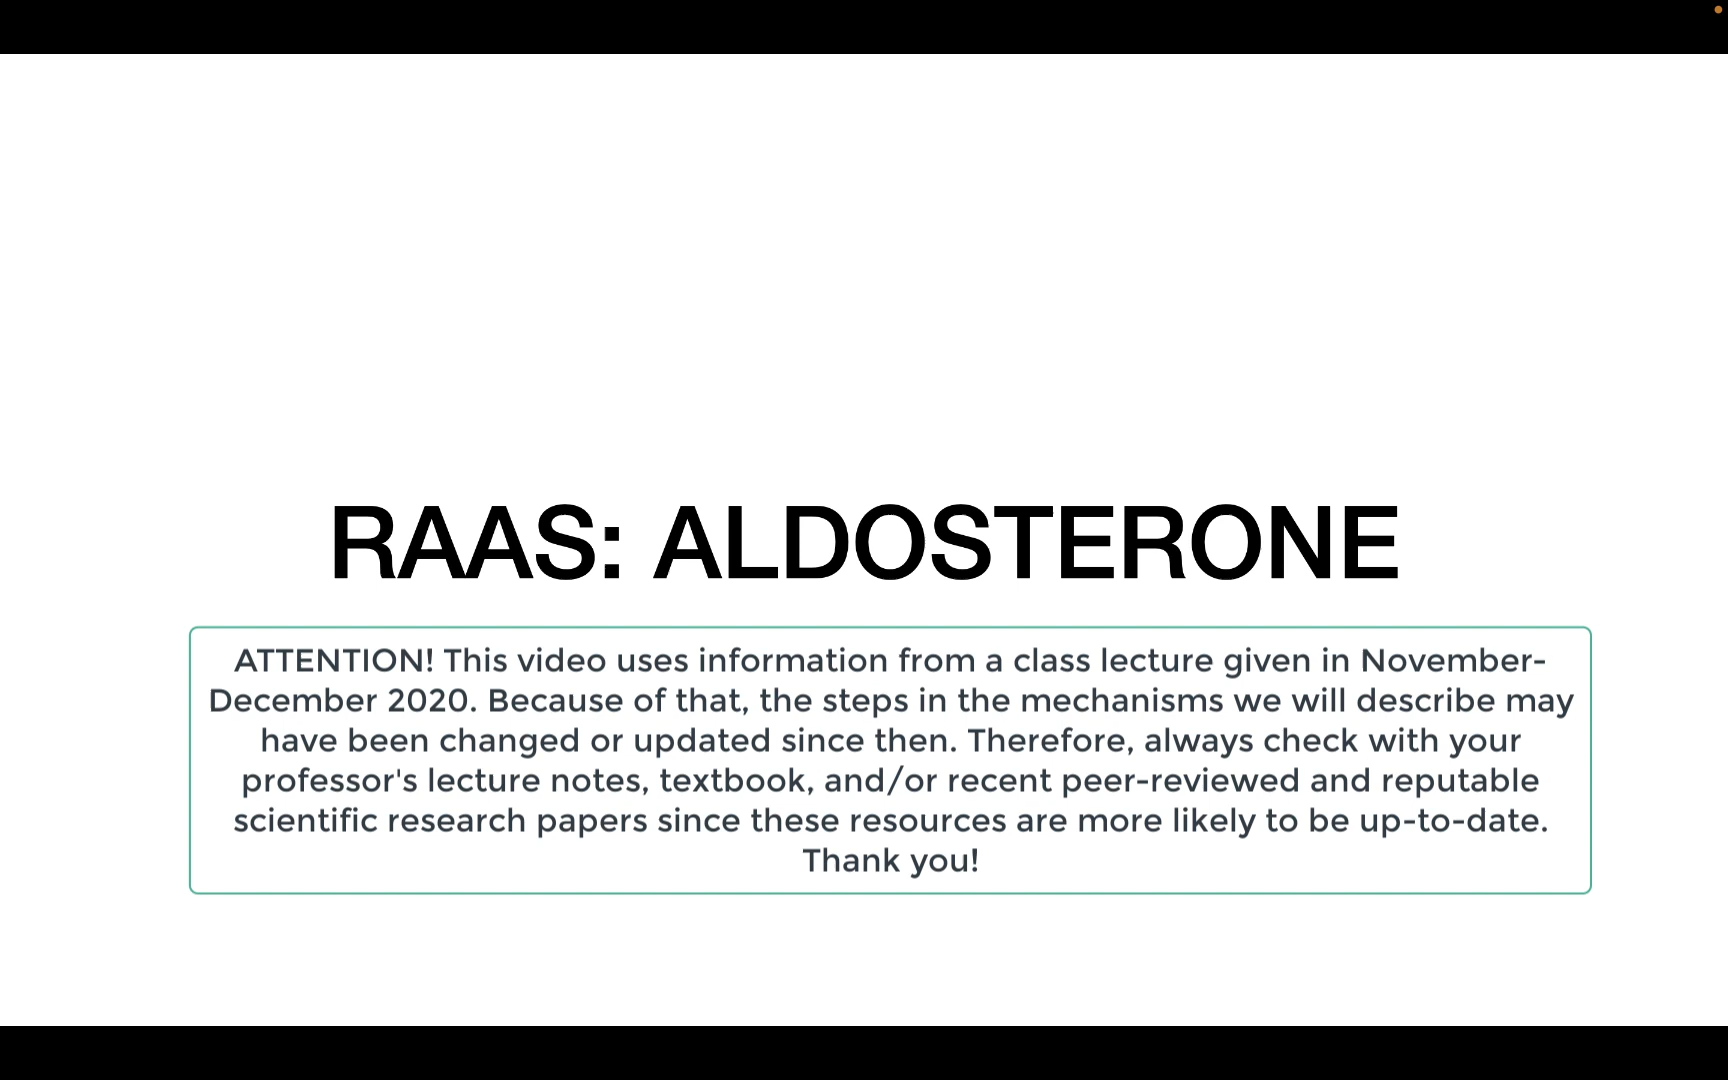 RAAS: ALDOSTERONE
ATTENTION! This video uses information from a class lecture given in November-
December 2020. Because of that, the steps in the mechanisms we will describe may
have been changed or updated since then. Therefore, always check with your
professor's lecture notes, textbook, and/or recent peer-reviewed and reputable
scientific research papers since these resources are more likely to be up-to-date.
Thank you!